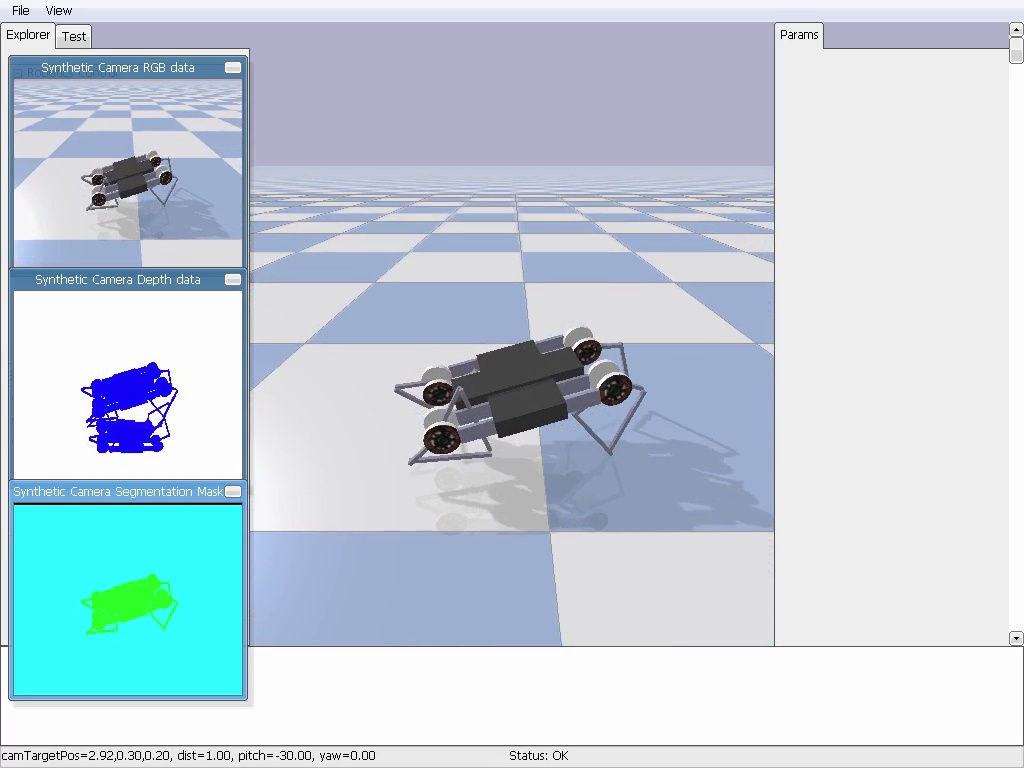 File View
Explorer Test
Params
Synthetic Camera RGB data
Synthetic Camera Depth data
Synthetic Camera Segmentation Mask
camTargetPos=2.92,0.30,0.20, dist=1.00, pitch=-30.00, yaw=0.00 Status: OK